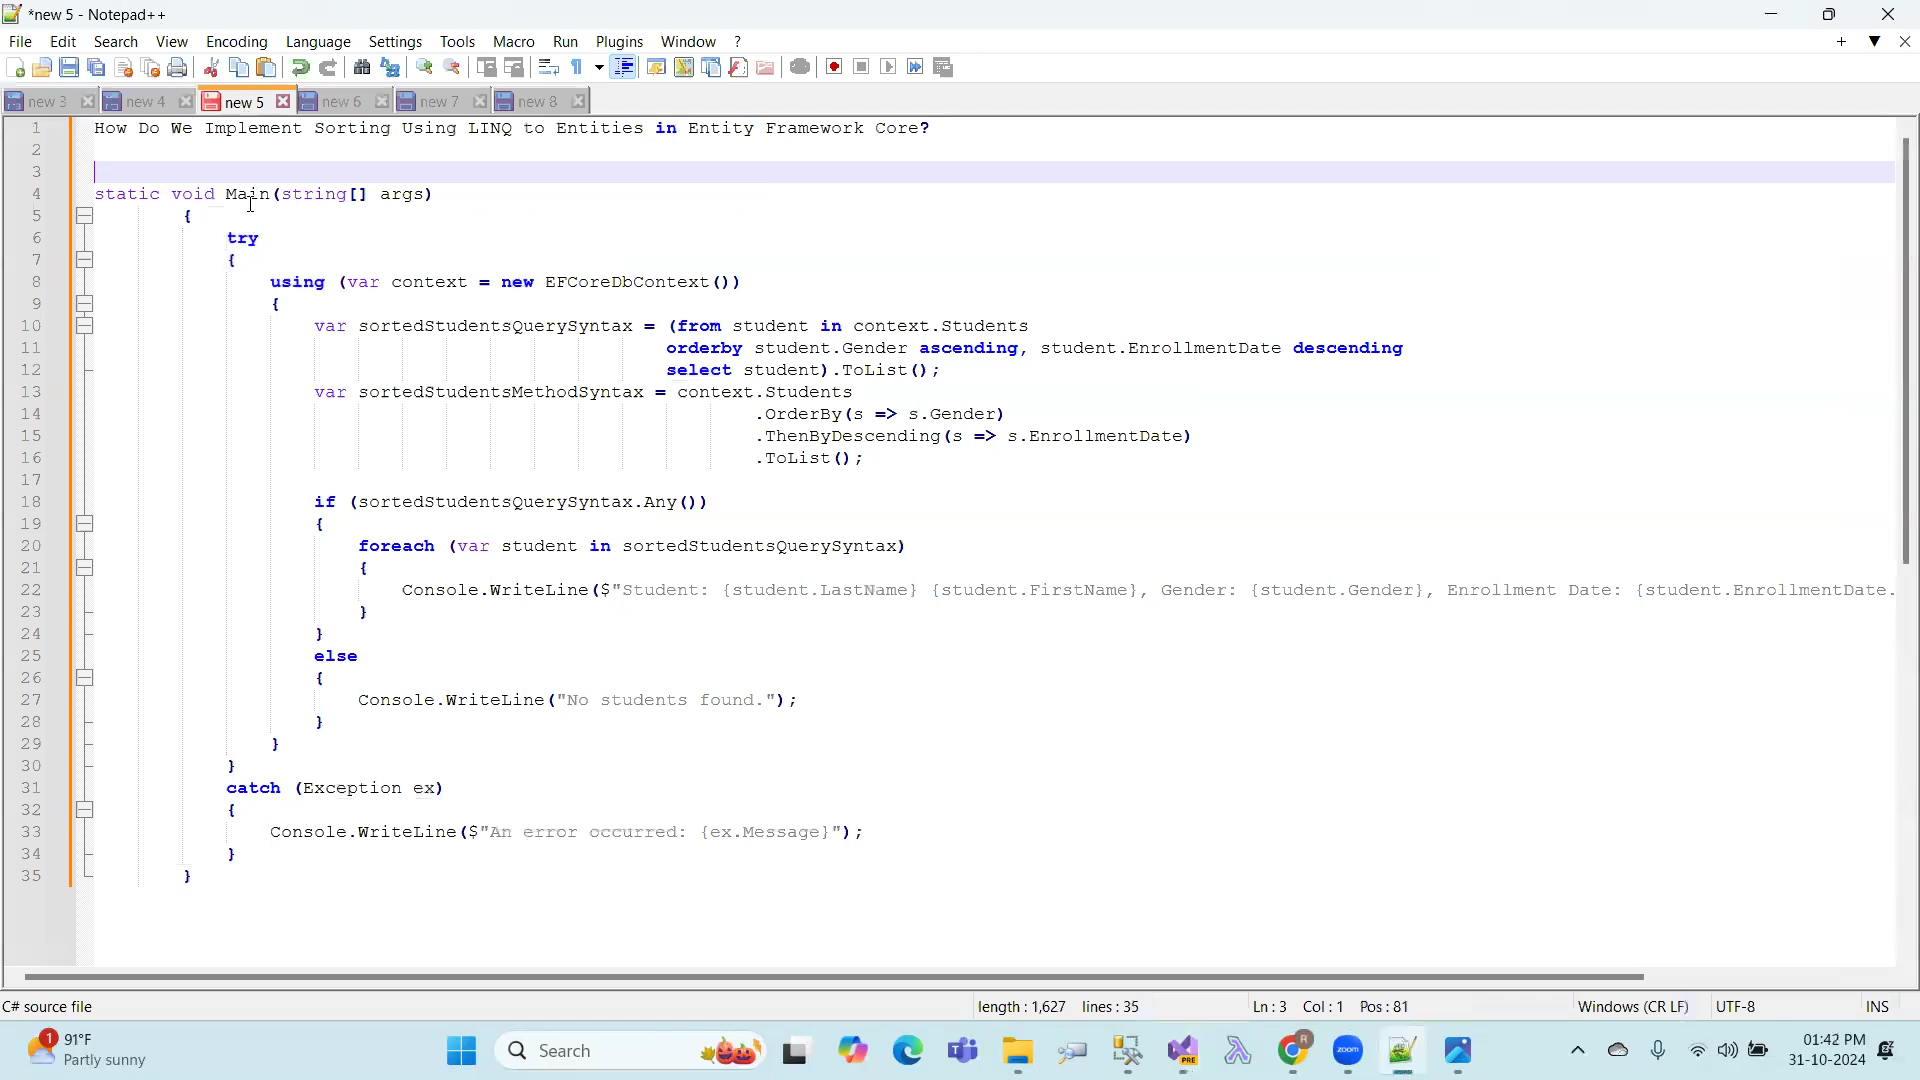 *new 5 - Notepad++
File Edit Search View Encoding Language Settings Tools Macro Run Plugins Window ?
new 3 new 4 new 5 new 6 new 7 new 8
1 How Do We Implement Sorting Using LINQ to Entities in Entity Framework Core?
2
3
4 static void Main(string[] args)
5 {
6 try
7 {
8 using (var context = new EFCoreDbContext())
9 {
10 var sortedStudentsQuerySyntax = (from student in context.Students
11 orderby student.Gender ascending, student.EnrollmentDate descending
12 select student).ToList();
13 var sortedStudentsMethodSyntax = context.Students
14 .OrderBy(s => s.Gender)
15 .ThenByDescending(s => s.EnrollmentDate)
16 .ToList();
17
18 if (sortedStudentsQuerySyntax.Any())
19 {
20 foreach (var student in sortedStudentsQuerySyntax)
21 {
22 Console.WriteLine($"Student: {student.LastName} {student.FirstName}, Gender: {student.Gender}, Enrollment Date: {student.EnrollmentDate.
23 }
24 }
25 else
26 {
27 Console.WriteLine("No students found.");
28 }
29 }
30 }
31 catch (Exception ex)
32 {
33 Console.WriteLine($"An error occurred: {ex.Message}");
34 }
35 }
C# source file length : 1,627 lines : 35 Ln : 3 Col : 1 Pos : 81 Windows (CR LF) UTF-8 INS
1 91°F
Partly sunny
Search
PRE
R
zoom
01:42 PM
31-10-2024